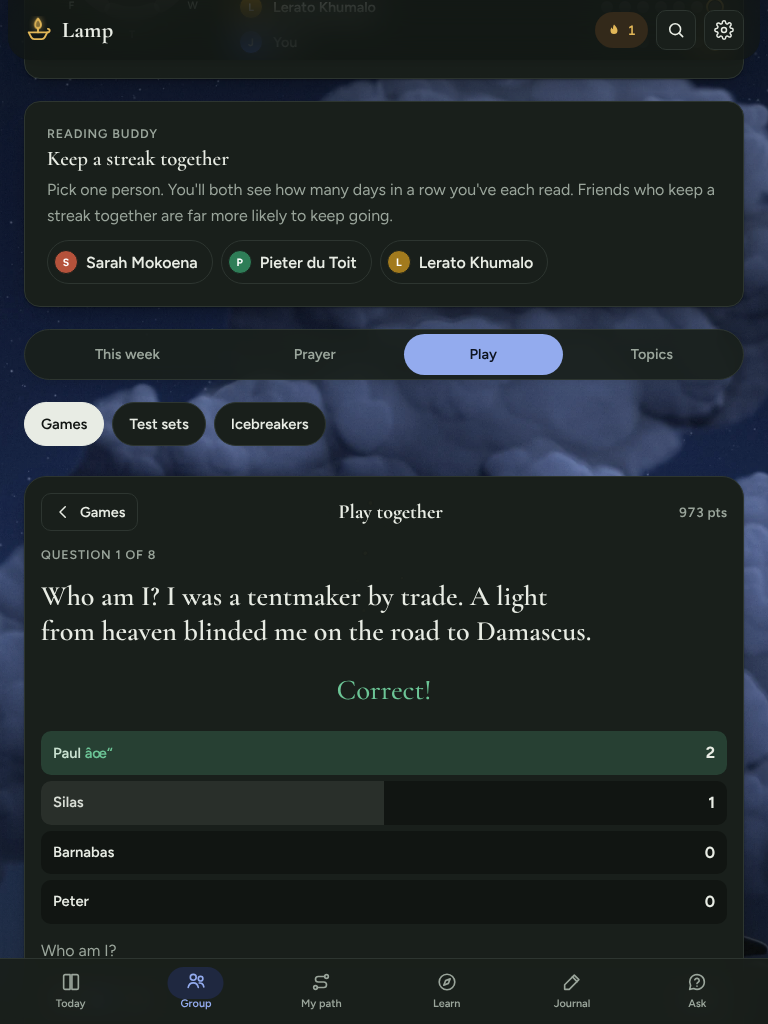 Lerato Khumalo
You
Lamp
1
READING BUDDY
Keep a streak together
Pick one person. You'll both see how many days in a row you've each read. Friends who keep a
streak together are far more likely to keep going.
S Sarah Mokoena P Pieter du Toit L Lerato Khumalo
This week Prayer Play Topics
Games Test sets Icebreakers
Games Play together 973 pts
QUESTION 1 OF 8
Who am I? I was a tentmaker by trade. A light
from heaven blinded me on the road to Damascus.
Correct!
Paul âœ“ 2
Silas 1
Barnabas 0
Peter 0
Who am I?
Today Group My path Learn Journal Ask